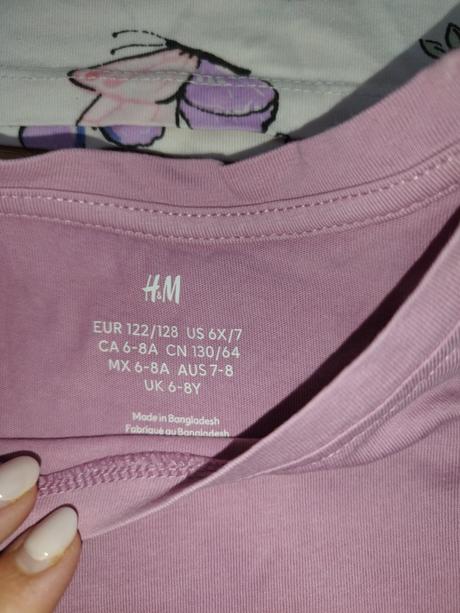 H&M
EUR 122/128 US 6X/7
CA 6-8A CN 130/64
MX 6-8A AUS 7-8
UK 6-8Y
Made in Bangladesh
Fabriqué au Bangladesh